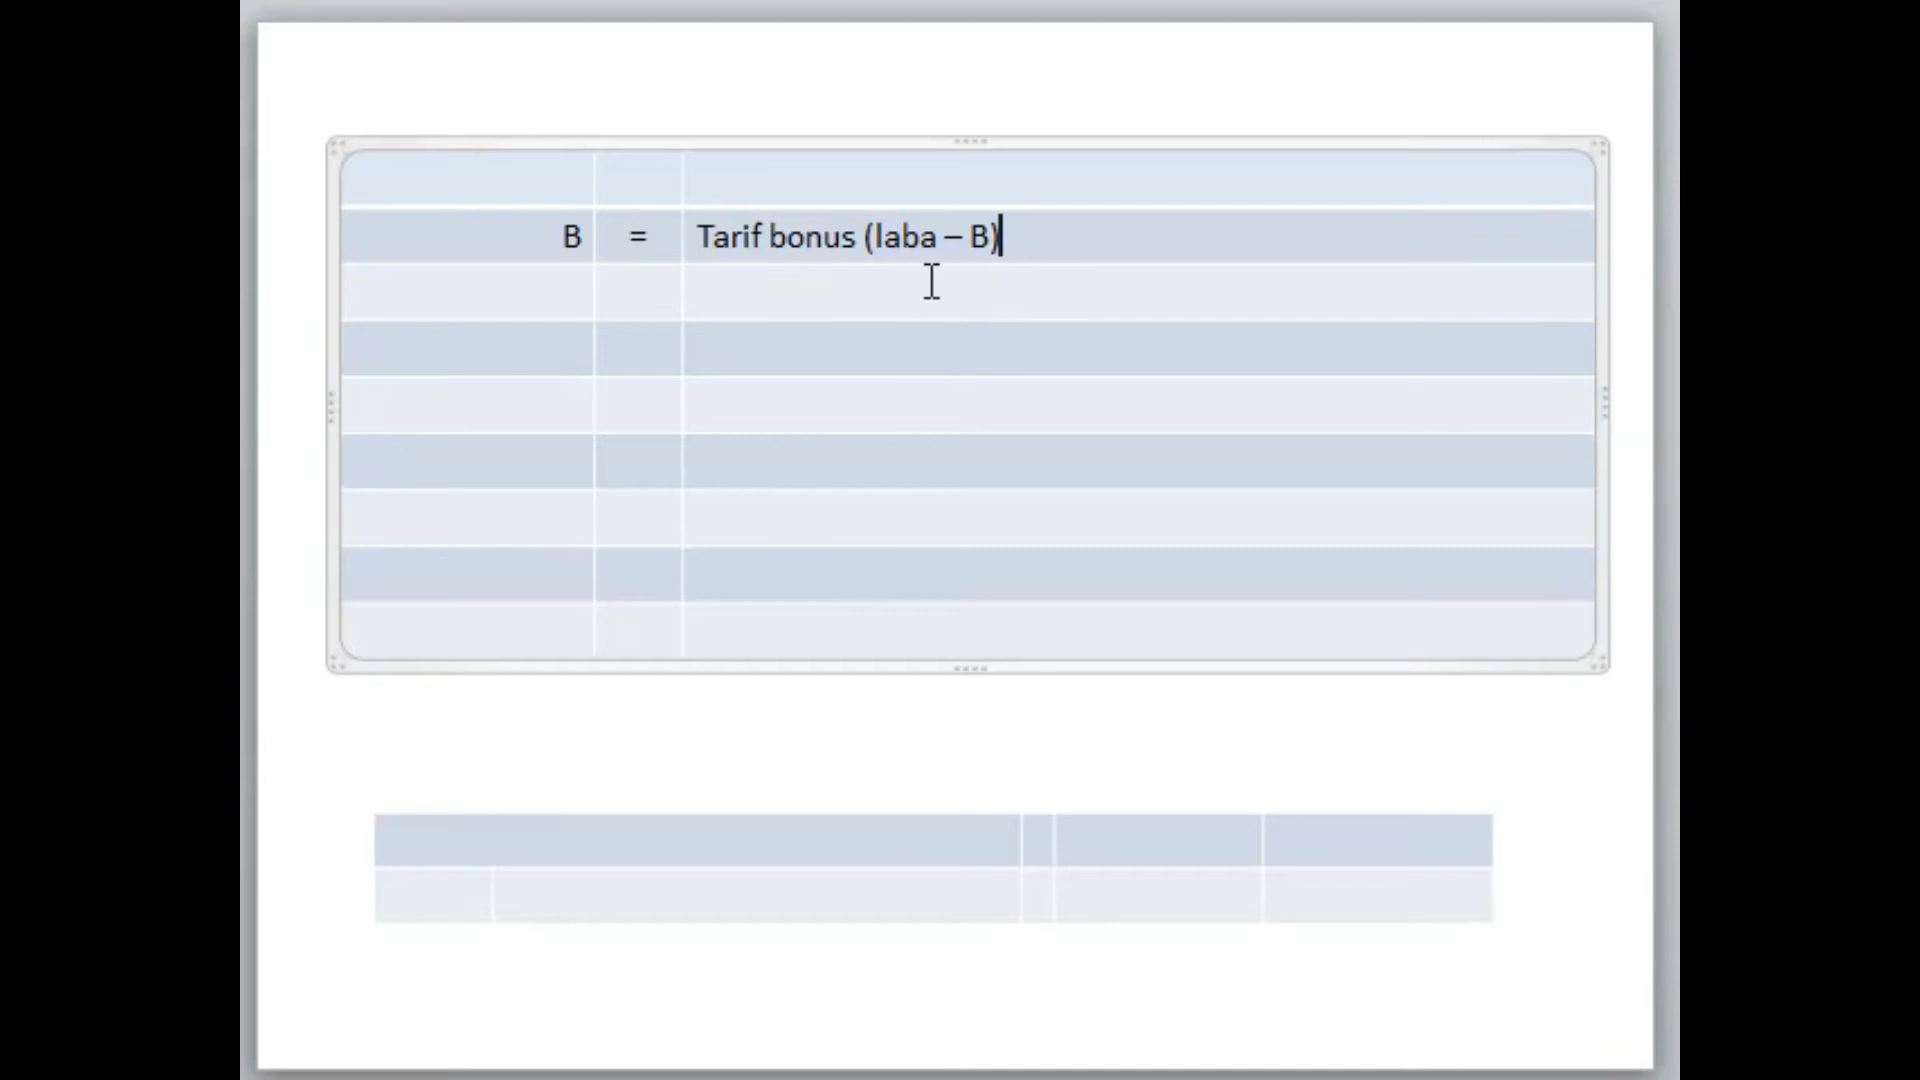 B = Tarif bonus (laba – B)